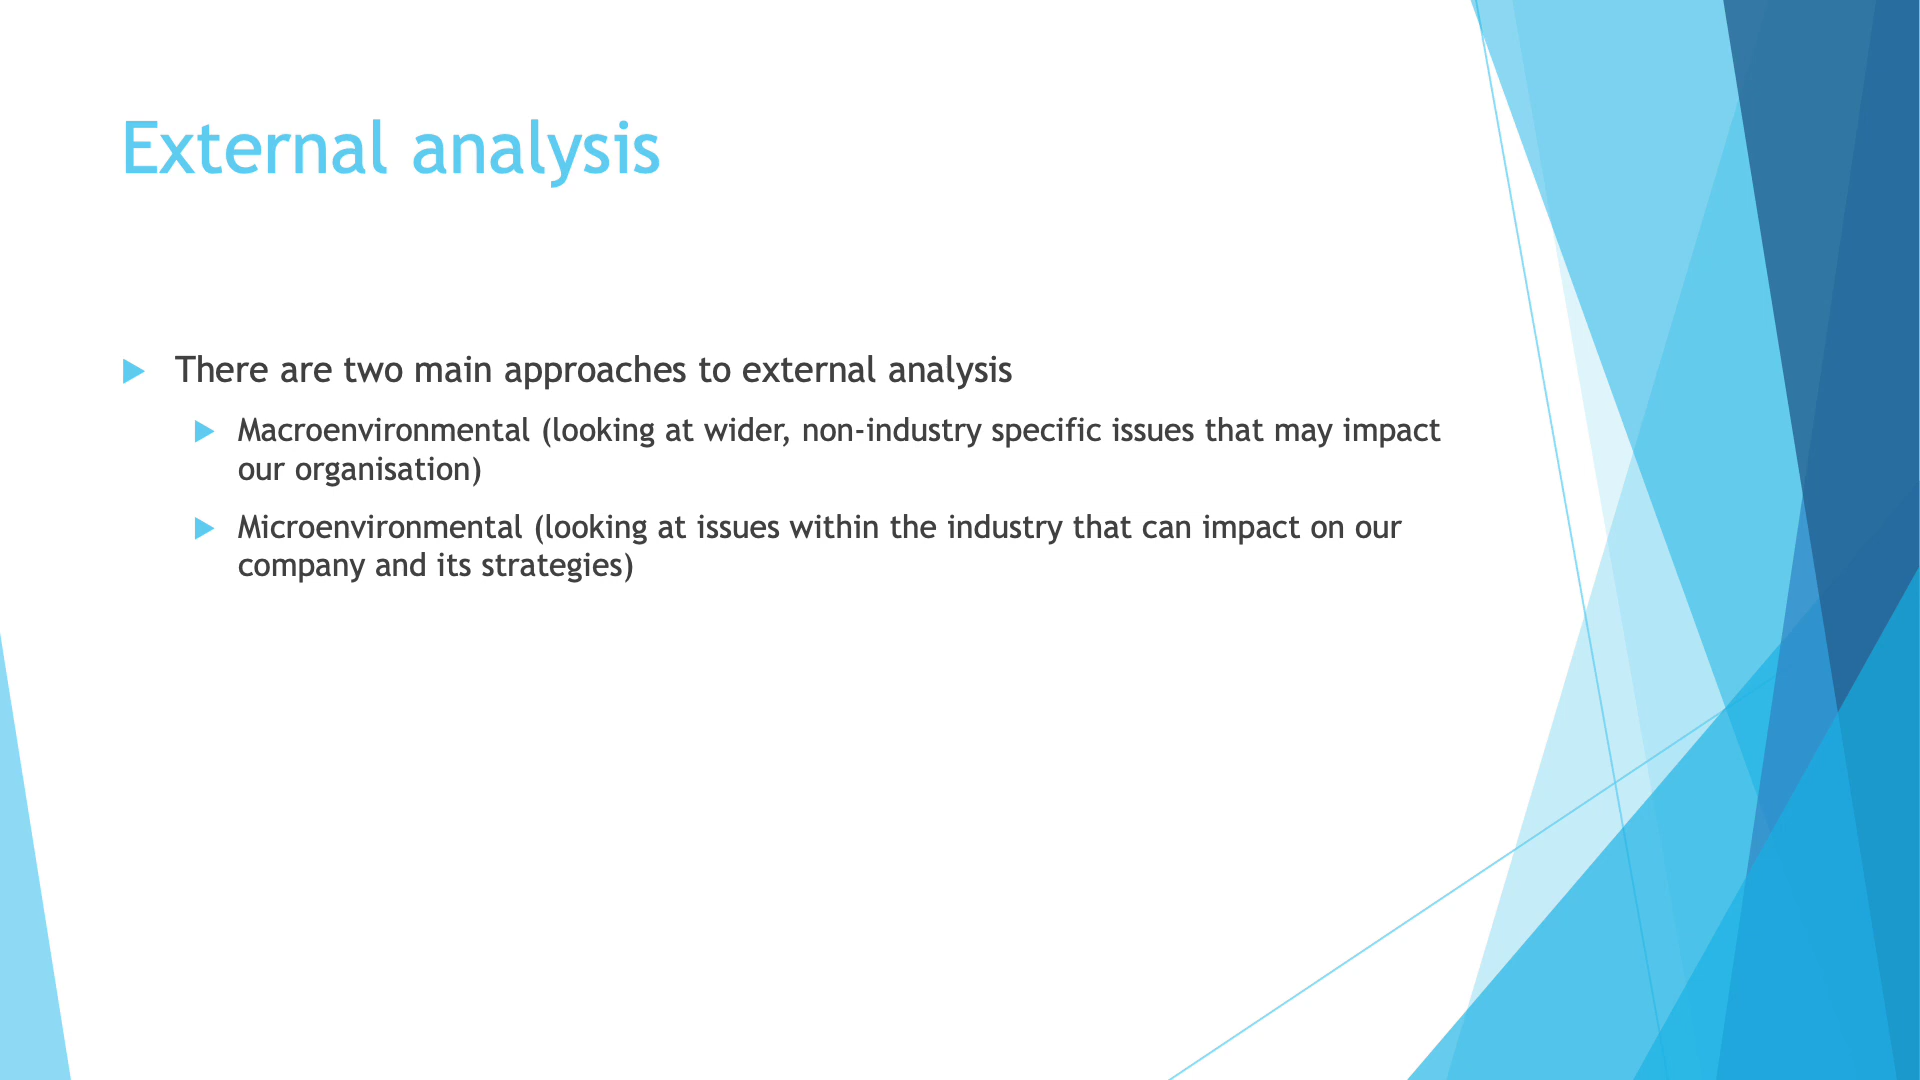 External analysis
There are two main approaches to external analysis
Macroenvironmental (looking at wider, non-industry specific issues that may impact
our organisation)
Microenvironmental (looking at issues within the industry that can impact on our
company and its strategies)